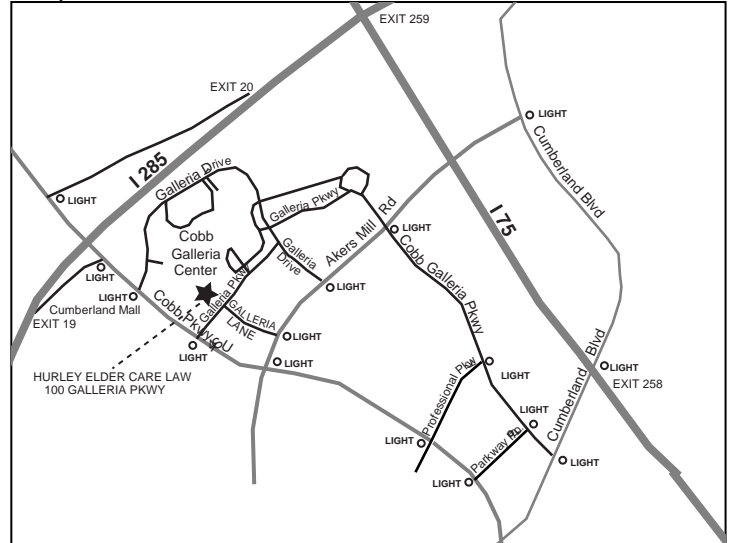 EXIT 259
EXIT 20
LIGHT
I 285
Galleria Drive
Cumberland Blvd
LIGHT
Galleria Pkwy
Akers Mill Rd
I 75
LIGHT
Cobb
Galleria
Center
Galleria
Drive
Cobb Galleria Pkwy
LIGHT
Cumberland Mall
EXIT 19
LIGHT
LIGHT
Galleria Pkwy
GALLERIA
LANE
Cobb Pkwy
LIGHT
LIGHT
LIGHT
HURLEY ELDER CARE LAW
100 GALLERIA PKWY
Cumberland Blvd
LIGHT
EXIT 258
LIGHT
Professional Pkw
LIGHT
LIGHT
Parkway
LIGHT
LIGHT